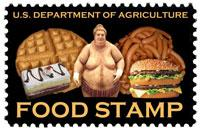 U.S. DEPARTMENT OF AGRICULTURE
FOOD STAMP